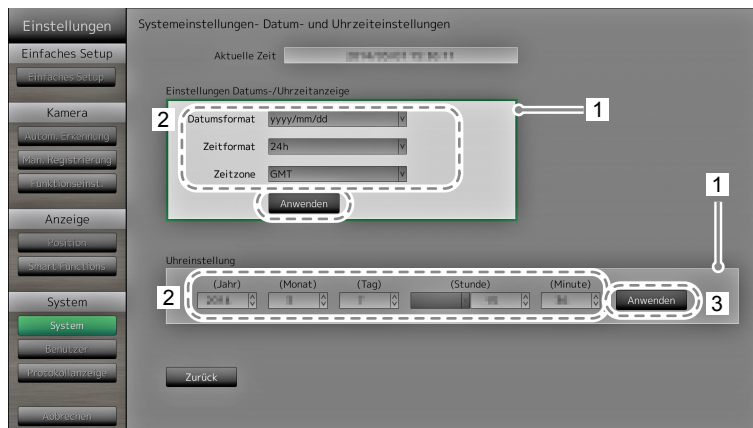 Einstellungen
Einfaches Setup
Einfaches Setup
Kamera
Autom. Erkennung
Man. Registrierung
Funktionseinst.
Anzeige
Position
Smart Functions
System
System
Benutzer
Protokollanzeige
Abbrechen
Systemeinstellungen- Datum- und Uhrzeiteinstellungen
Aktuelle Zeit
Einstellungen Datums-/Uhrzeitanzeige
1
2
Datumsformat yyyy/mm/dd
Zeitformat 24h
Zeitzone GMT
Anwenden
1
Uhreinstellung
2
(Jahr) (Monat) (Tag) (Stunde) (Minute)
Anwenden
3
Zurück